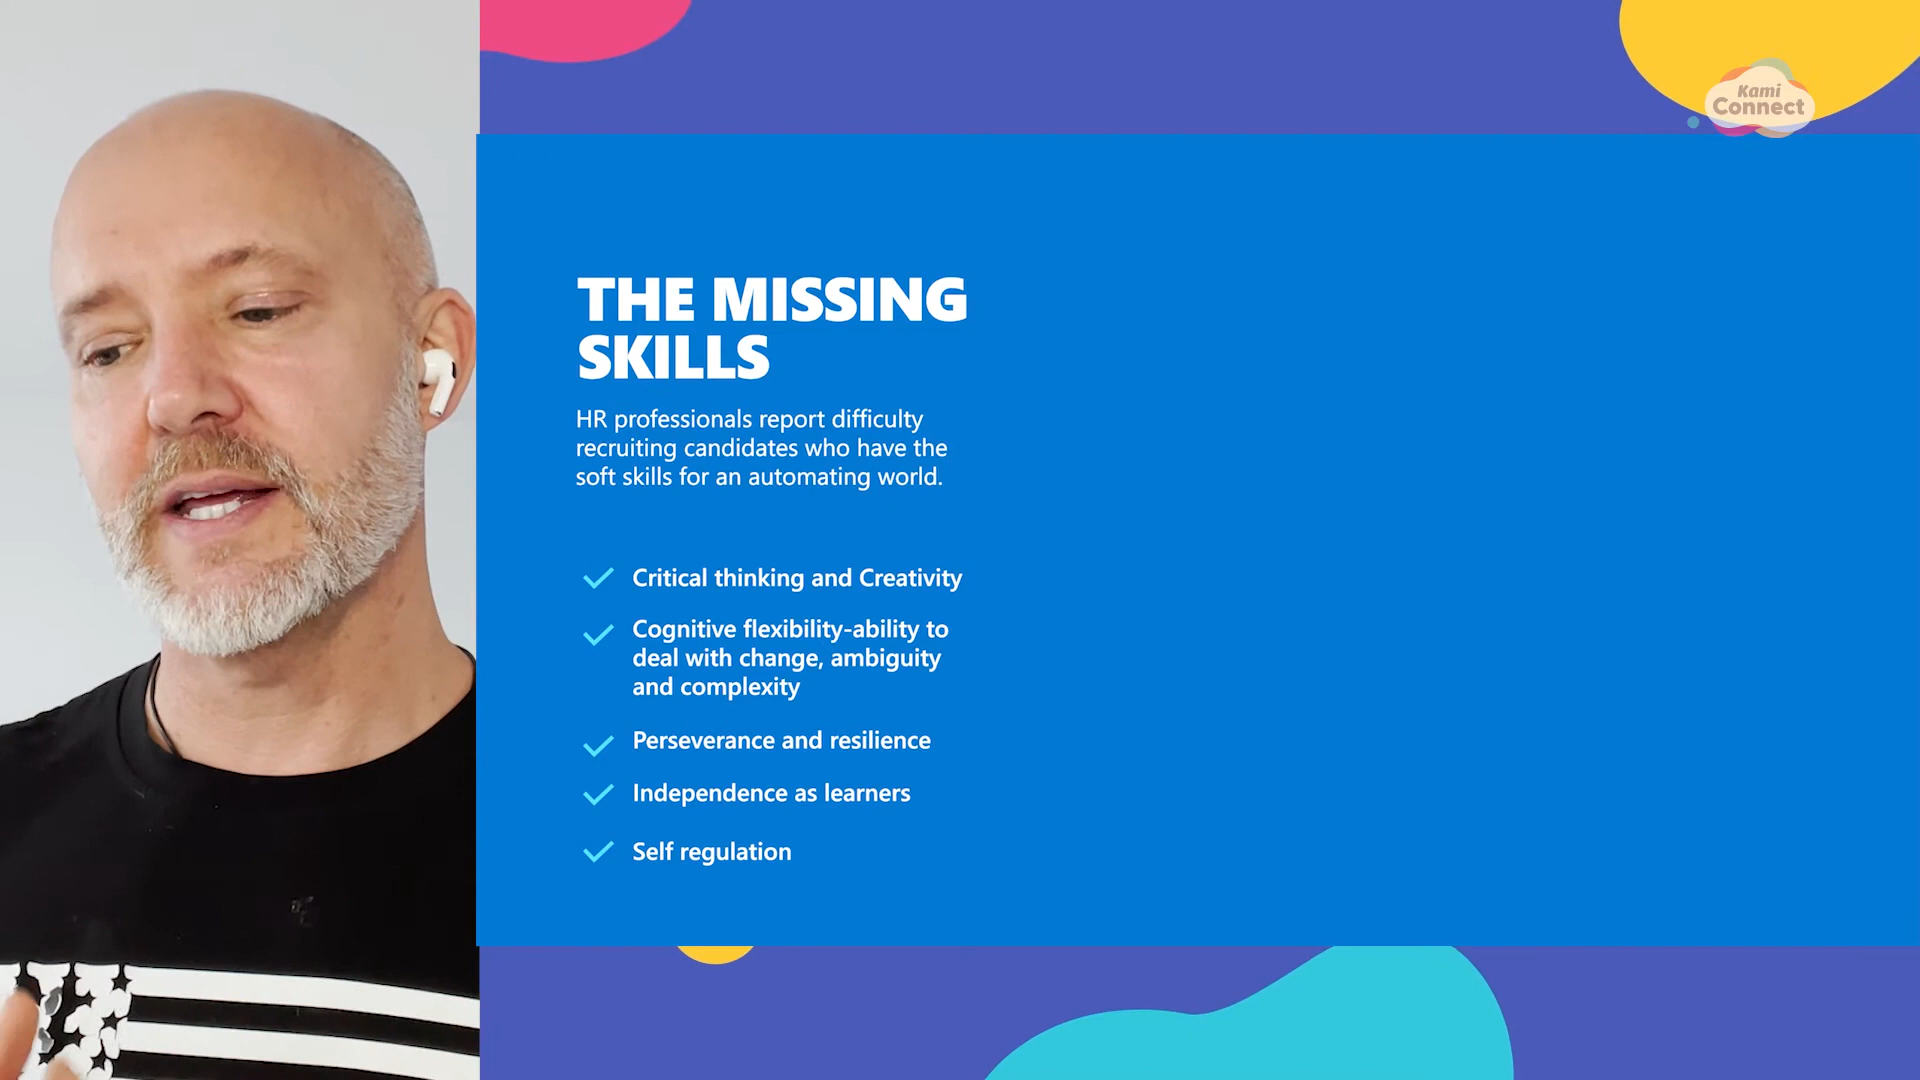 Kami
Connect
THE MISSING
SKILLS
HR professionals report difficulty
recruiting candidates who have the
soft skills for an automating world.
Critical thinking and Creativity
Cognitive flexibility-ability to
deal with change, ambiguity
and complexity
Perseverance and resilience
Independence as learners
Self regulation